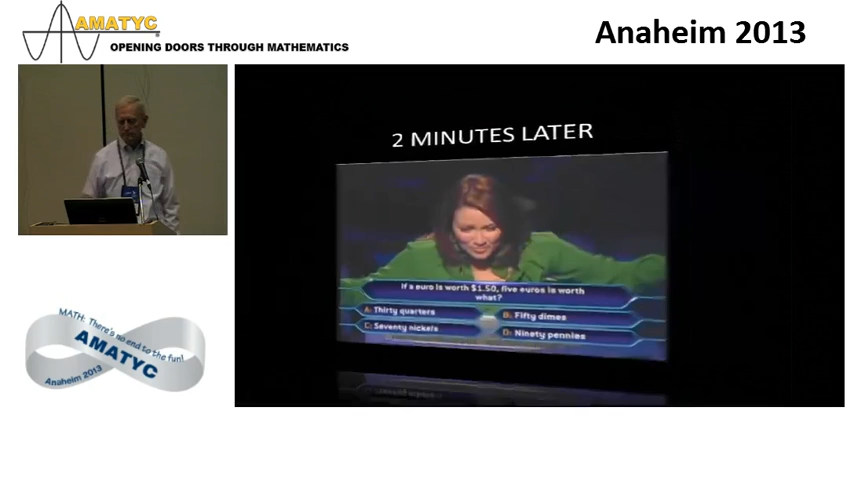 AMATYC
OPENING DOORS THROUGH MATHEMATICS
Anaheim 2013
2 MINUTES LATER
If a euro is worth $1.50, five euros is worth
what?
A: Thirty quarters
B: Fifty dimes
C: Seventy nickels
D: Ninety pennies
MATH: There's no end to the fun!
AMATYC
Anaheim 2013